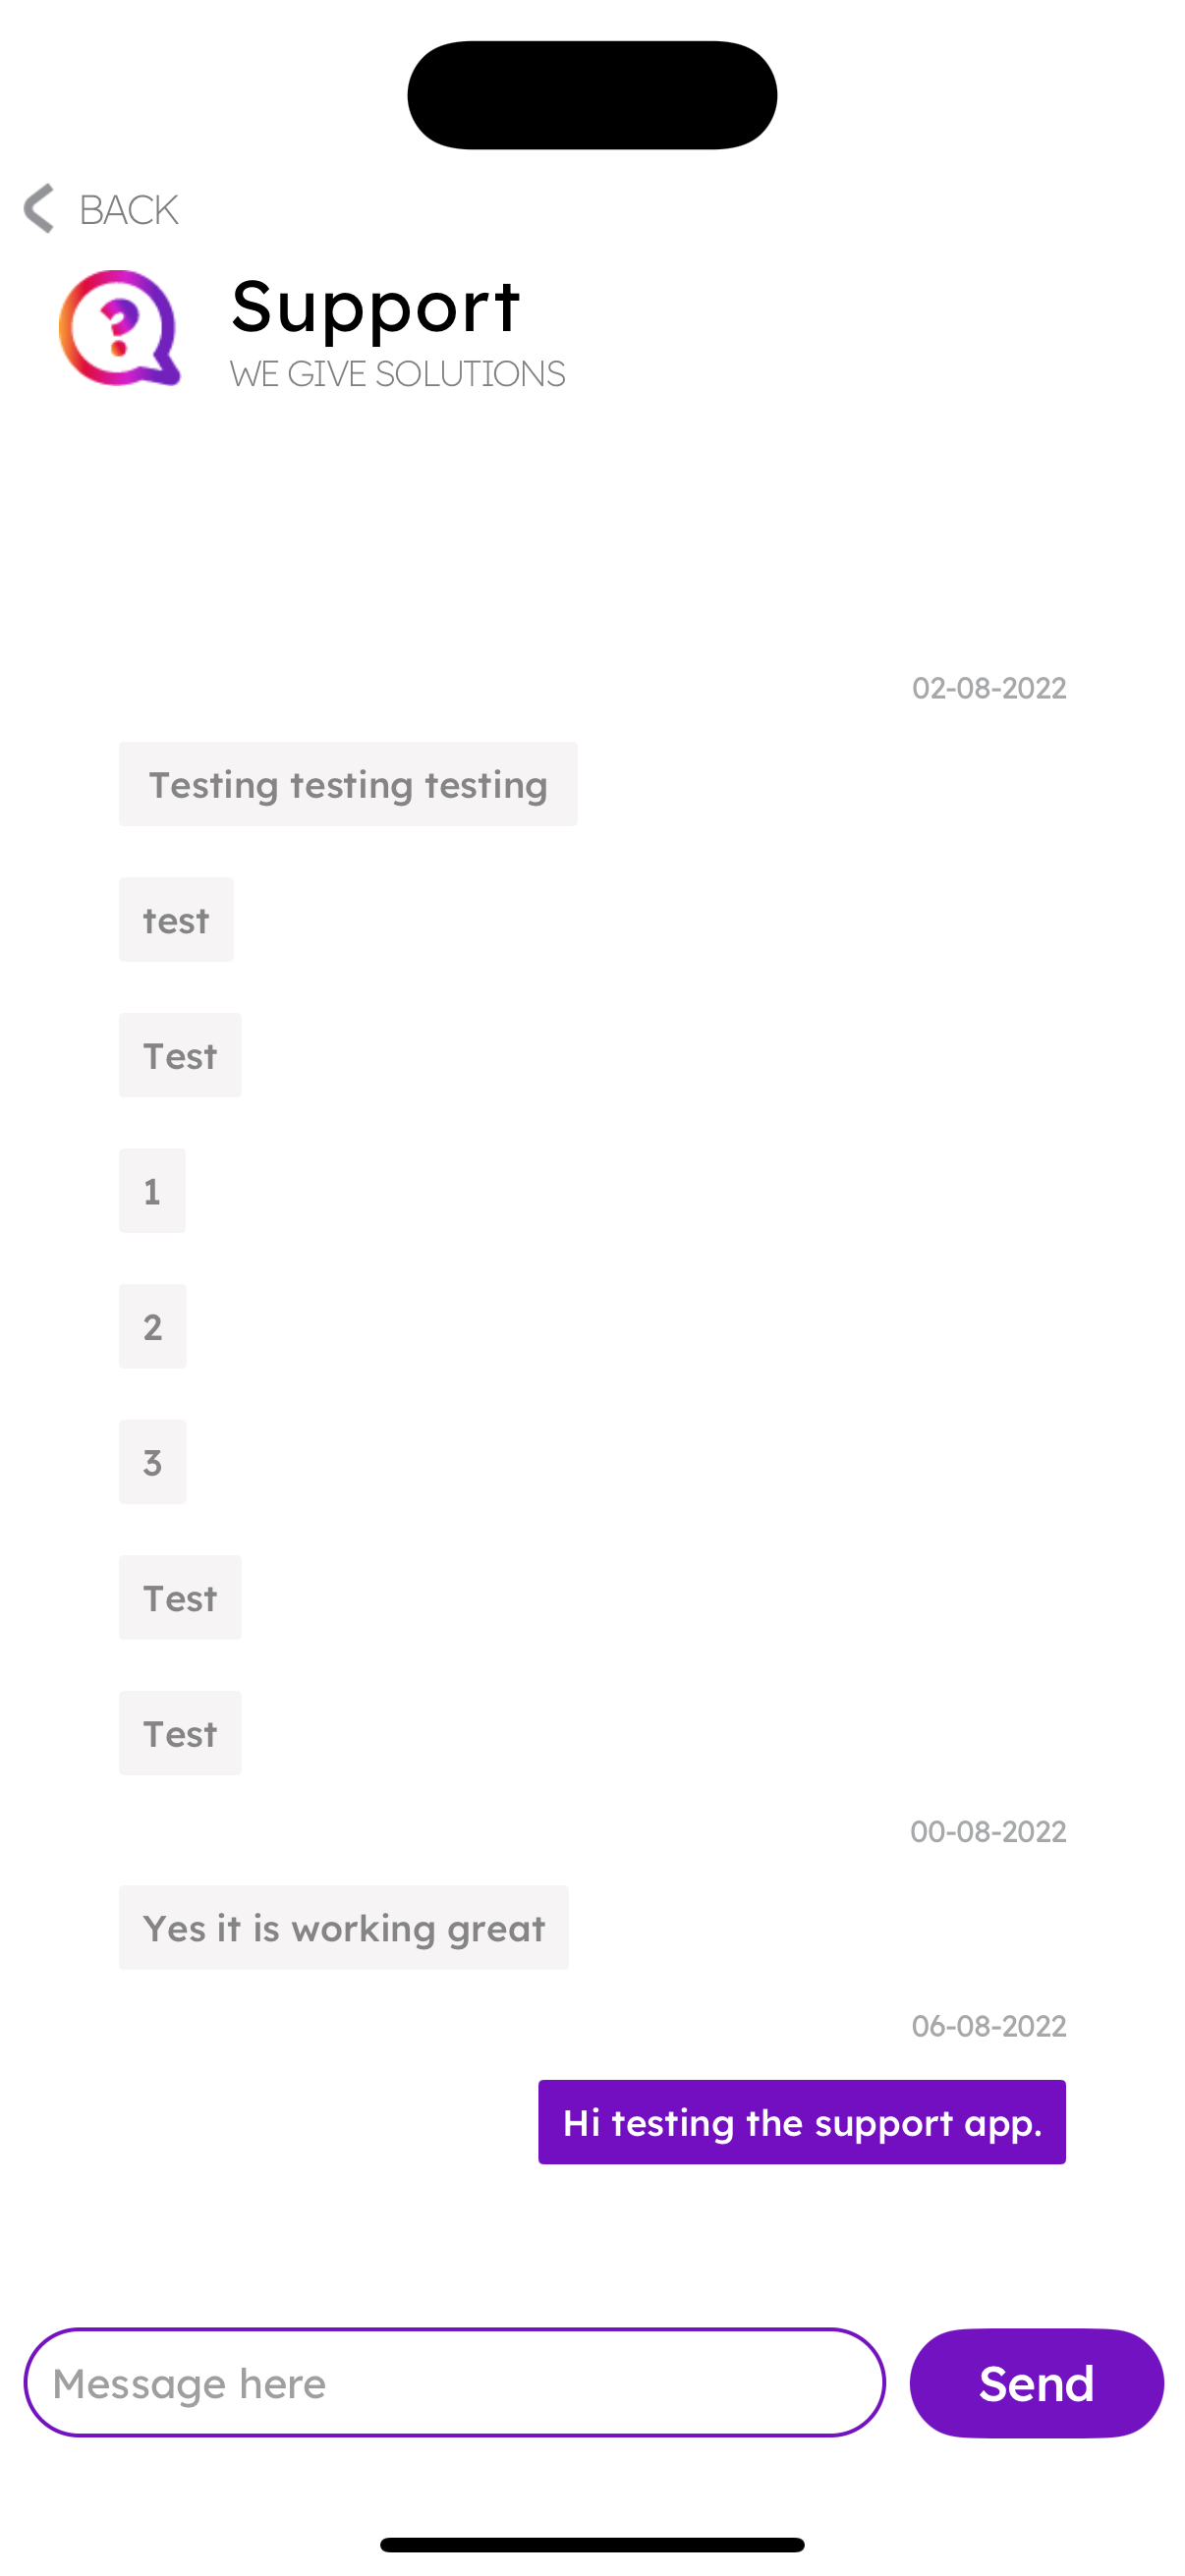 BACK
Support
WE GIVE SOLUTIONS
02-08-2022
Testing testing testing
test
Test
1
2
3
Test
Test
00-08-2022
Yes it is working great
06-08-2022
Hi testing the support app.
Message here
Send